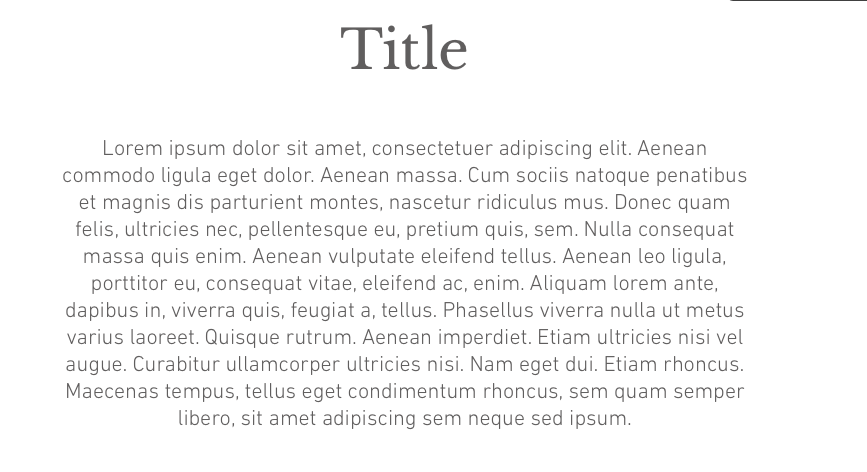 Title
Lorem ipsum dolor sit amet, consectetuer adipiscing elit. Aenean
commodo ligula eget dolor. Aenean massa. Cum sociis natoque penatibus
et magnis dis parturient montes, nascetur ridiculus mus. Donec quam
felis, ultricies nec, pellentesque eu, pretium quis, sem. Nulla consequat
massa quis enim. Aenean vulputate eleifend tellus. Aenean leo ligula,
porttitor eu, consequat vitae, eleifend ac, enim. Aliquam lorem ante,
dapibus in, viverra quis, feugiat a, tellus. Phasellus viverra nulla ut metus
varius laoreet. Quisque rutrum. Aenean imperdiet. Etiam ultricies nisi vel
augue. Curabitur ullamcorper ultricies nisi. Nam eget dui. Etiam rhoncus.
Maecenas tempus, tellus eget condimentum rhoncus, sem quam semper
libero, sit amet adipiscing sem neque sed ipsum.